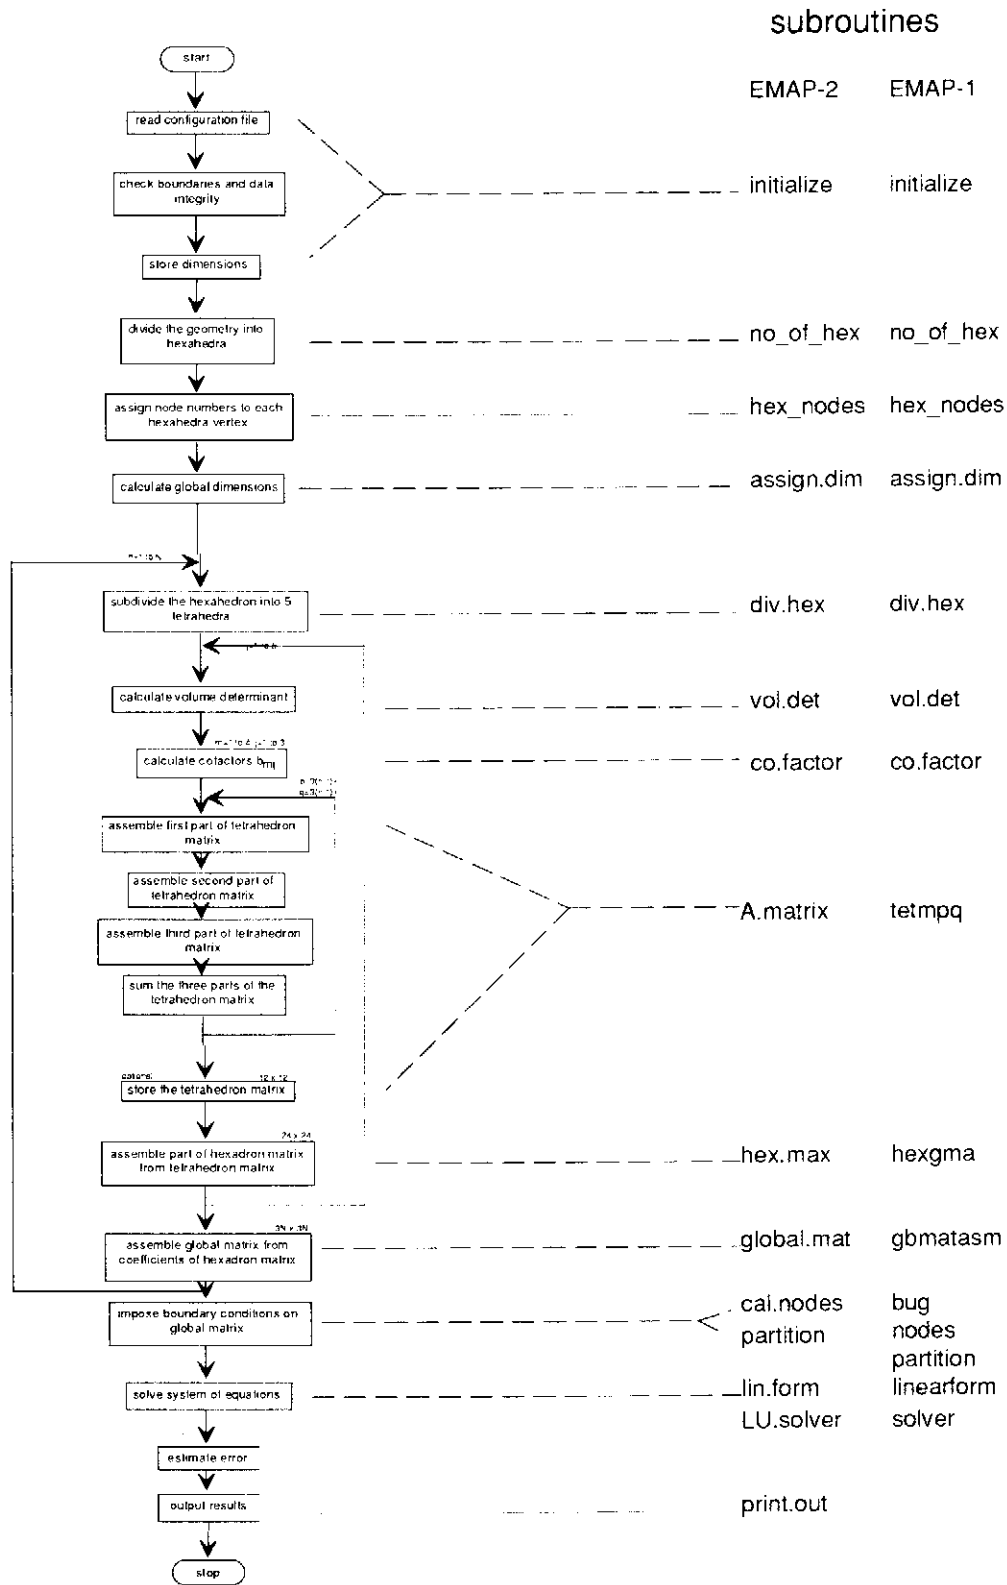 subroutines
EMAP-2 EMAP-1
start
read configuration file
check boundaries and data
integrity
initialize initialize
store dimensions
divide the geometry into
hexahedra
no_of_hex no_of_hex
assign node numbers to each
hexahedra vertex
hex_nodes hex_nodes
calculate global dimensions
assign.dim assign.dim
subdivide the hexahedron into 5
tetrahedra
div.hex div.hex
calculate volume determinant
vol.det vol.det
m=1 to 4 j=1 to 3
calculate cofactors bmj
co.factor co.factor
assemble first part of tetrahedron
matrix
assemble second part of
tetrahedron matrix
assemble third part of tetrahedron
matrix
A.matrix tetmpq
sum the three parts of the
tetrahedron matrix
12 x 12
store the tetrahedron matrix
24 x 24
assemble part of hexadron matrix
from tetrahedron matrix
hex.max hexgma
assemble global matrix from
coefficients of hexadron matrix
global.mat gbmatasm
impose boundary conditions on
global matrix
cal.nodes bug
partition nodes
partition
solve system of equations
lin.form linearform
LU.solver solver
estimate error
output results
print.out
stop